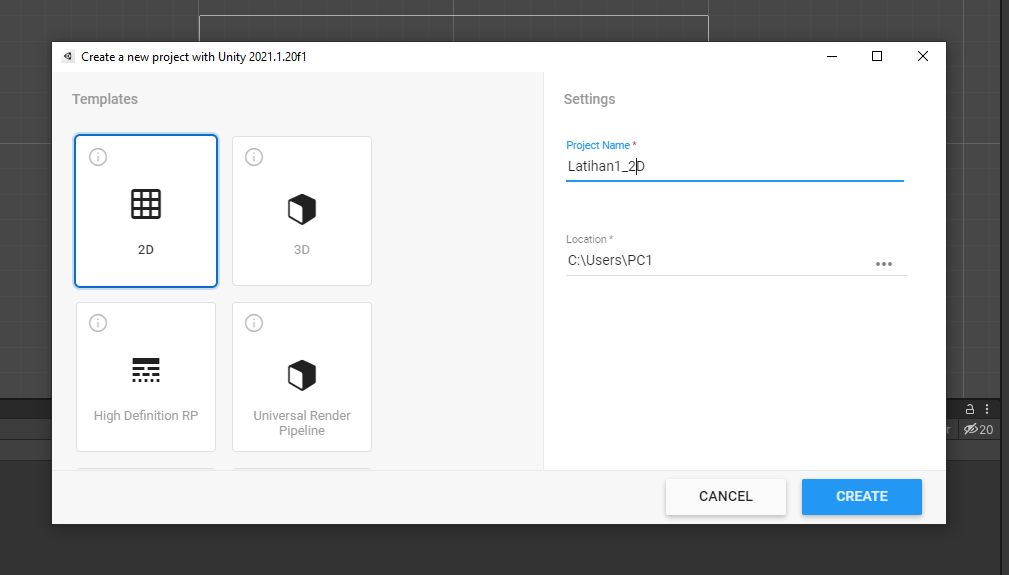 Create a new project with Unity 2021.1.20f1
Templates
2D
3D
High Definition RP
Universal Render
Pipeline
Settings
Project Name *
Latihan1_2D
Location *
C:\Users\PC1
20
CANCEL
CREATE